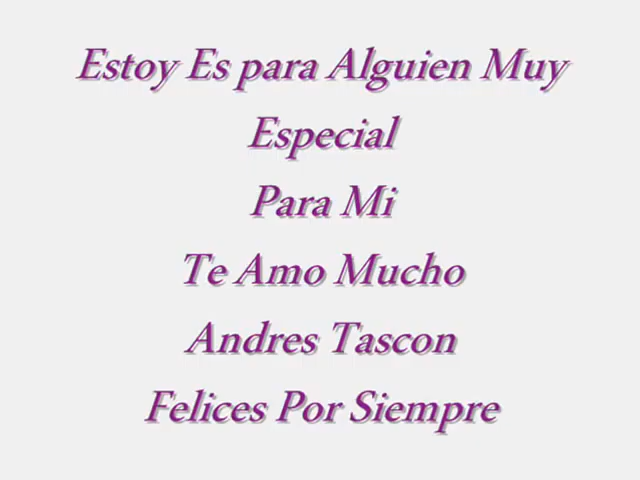 Estoy Es para Alguien Muy
Especial
Para Mi
Te Amo Mucho
Andres Tascon
Felices Por Siempre